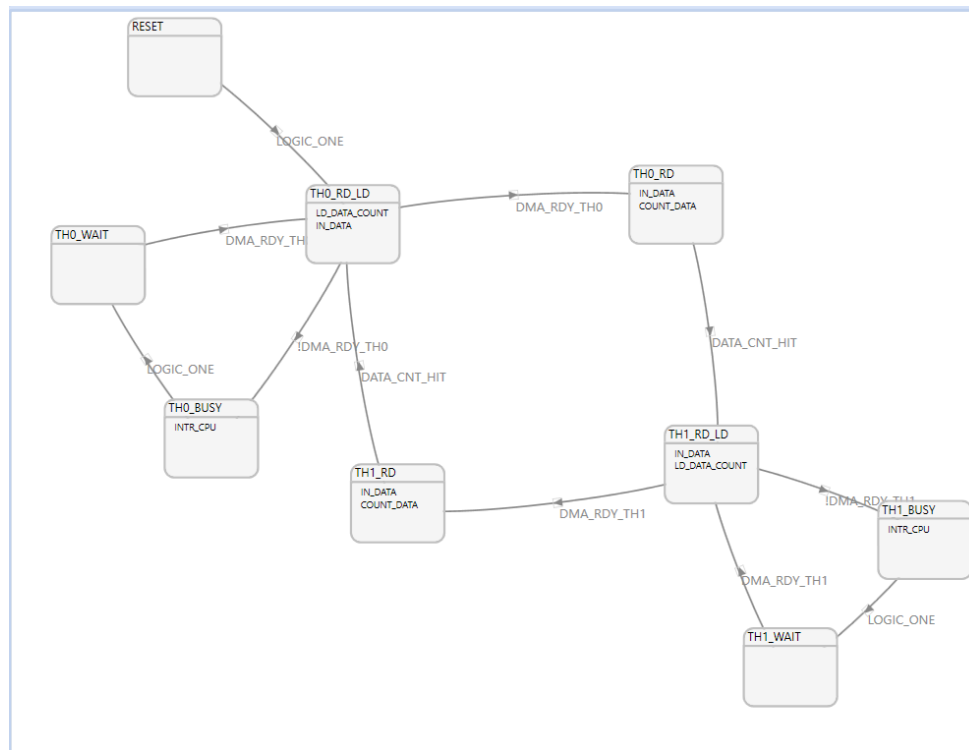 RESET
LOGIC_ONE
TH0_RD_LD
LD_DATA_COUNT
IN_DATA
DMA_RDY_TH0
TH0_RD
IN_DATA
COUNT_DATA
TH0_WAIT
DMA_RDY_TH
!DMA_RDY_TH0
DATA_CNT_HIT
LOGIC_ONE
DATA_CNT_HIT
TH0_BUSY
INTR_CPU
TH1_RD_LD
IN_DATA
LD_DATA_COUNT
TH1_RD
IN_DATA
COUNT_DATA
DMA_RDY_TH1
!DMA_RDY_TH1
TH1_BUSY
INTR_CPU
DMA_RDY_TH1
LOGIC_ONE
TH1_WAIT